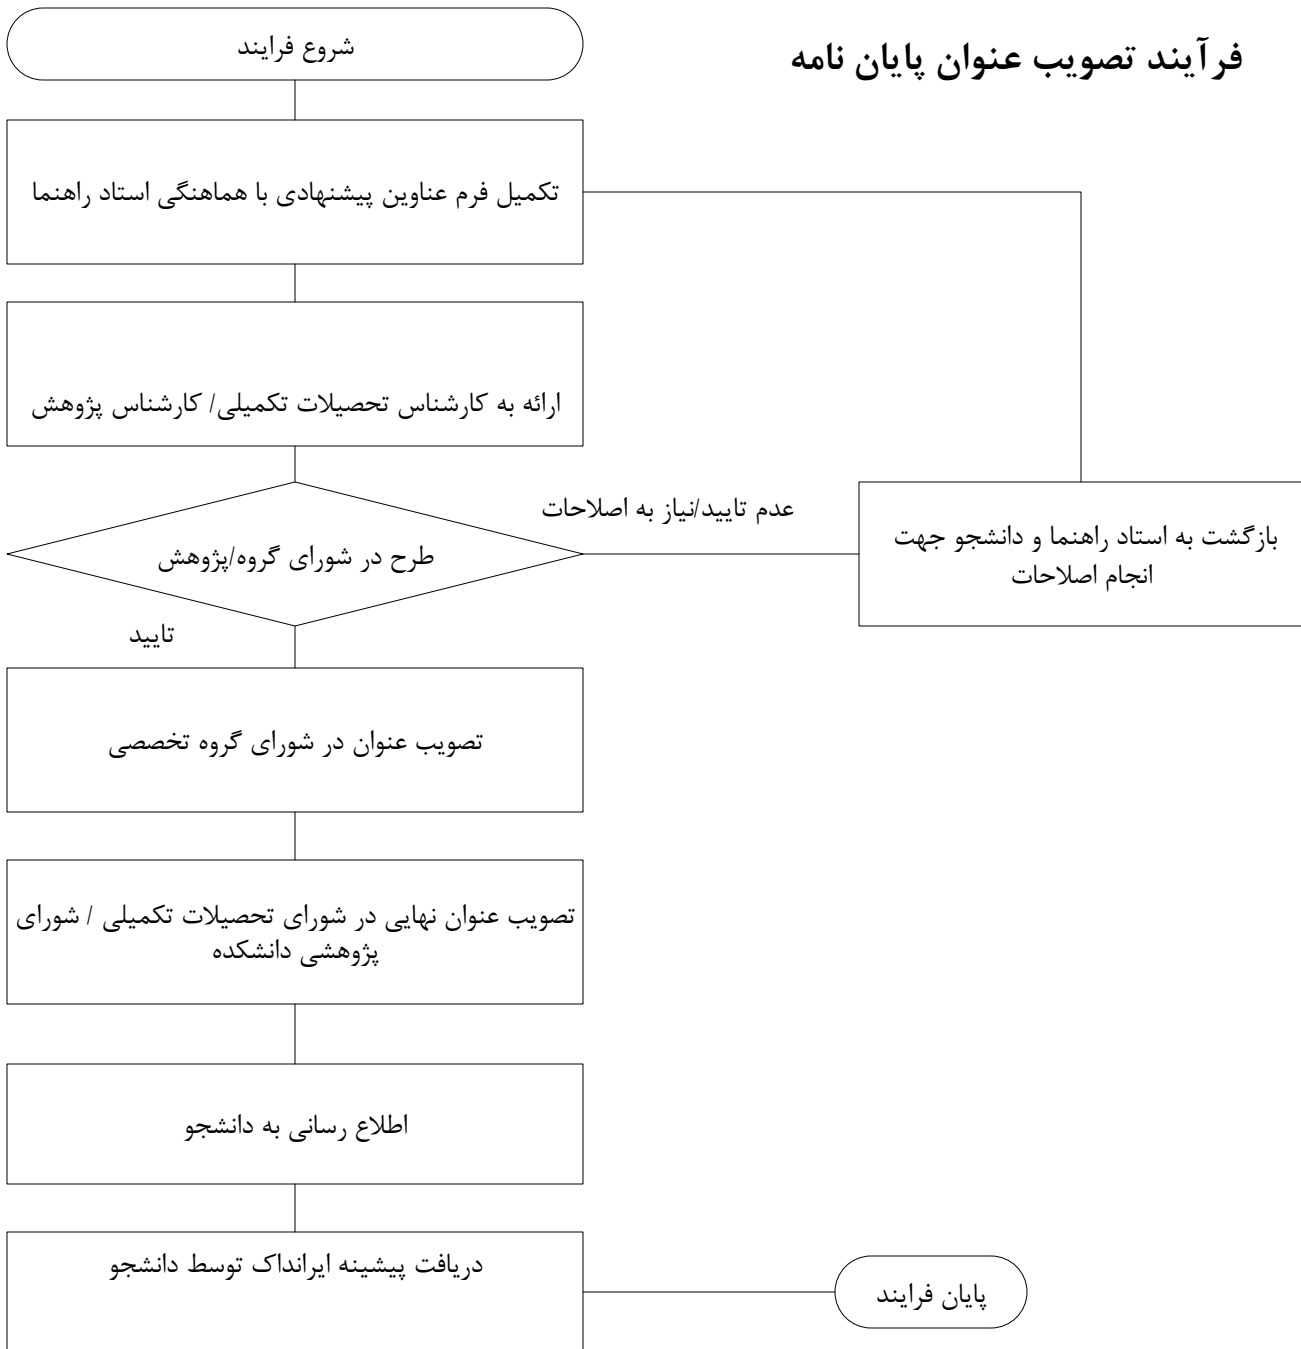 فرآیند تصویب عنوان پایان نامه
شروع فرایند
تکمیل فرم عناوین پیشنهادی با هماهنگی استاد راهنما
ارائه به کارشناس تحصیلات تکمیلی/ کارشناس پژوهش
طرح در شورای گروه/پژوهش
عدم تایید/نیاز به اصلاحات
بازگشت به استاد راهنما و دانشجو جهت
انجام اصلاحات
تایید
تصویب عنوان در شورای گروه تخصصی
تصویب عنوان نهایی در شورای تحصیلات تکمیلی / شورای
پژوهشی دانشکده
اطلاع رسانی به دانشجو
دریافت پیشینه ایرانداک توسط دانشجو
پایان فرایند